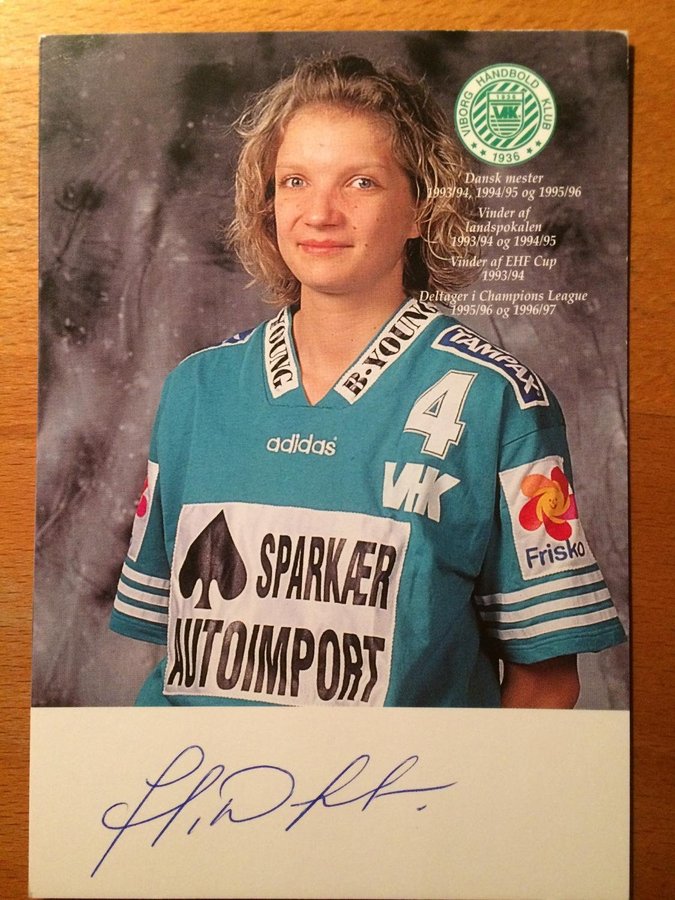 VIBORG HÅNDBOLD KLUB
1936
VHK
1936
Dansk mester
1993/94, 1994/95 og 1995/96
Vinder af
landspokalen
1993/94 og 1994/95
Vinder af EHF Cup
1993/94
Deltager i Champions League
1995/96 og 1996/97
B·YOUNG
B·YOUNG
TAMPAX
4
adidas
VHK
Frisko
SPARKÆR
AUTOIMPORT